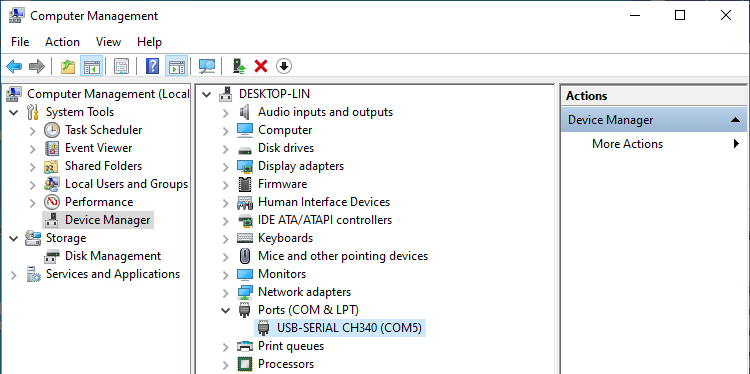 Computer Management
File Action View Help
Computer Management (Local
System Tools
Task Scheduler
Event Viewer
Shared Folders
Local Users and Groups
Performance
Device Manager
Storage
Disk Management
Services and Applications
DESKTOP-LIN
Audio inputs and outputs
Computer
Disk drives
Display adapters
Firmware
Human Interface Devices
IDE ATA/ATAPI controllers
Keyboards
Mice and other pointing devices
Monitors
Network adapters
Ports (COM & LPT)
USB-SERIAL CH340 (COM5)
Print queues
Processors
Actions
Device Manager
More Actions